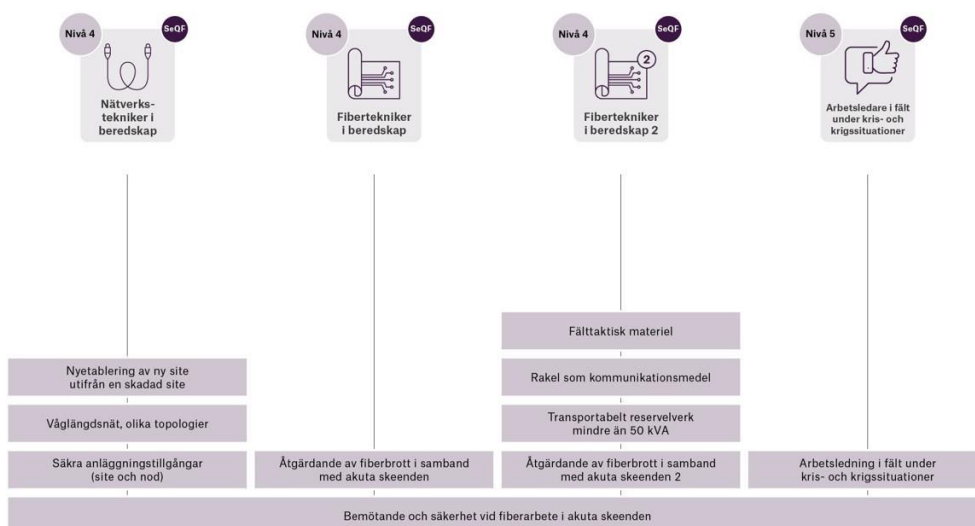 Nivå 4
SeQF
Nätverks-
tekniker i
beredskap
Nivå 4
SeQF
Fibertekniker
i beredskap
Nivå 4
SeQF
2
Fibertekniker
i beredskap 2
Nivå 5
SeQF
Arbetsledare i fält
under kris- och
krigssituationer
Fälttaktisk materiel
Nyetablering av ny site
utifrån en skadad site
Rakel som kommunikationsmedel
Våglängdsnät, olika topologier
Transportabelt reservelverk
mindre än 50 kVA
Säkra anläggningstillgångar
(site och nod)
Åtgärdande av fiberbrott i samband
med akuta skeenden
Åtgärdande av fiberbrott i samband
med akuta skeenden 2
Arbetsledning i fält under
kris- och krigssituationer
Bemötande och säkerhet vid fiberarbete i akuta skeenden